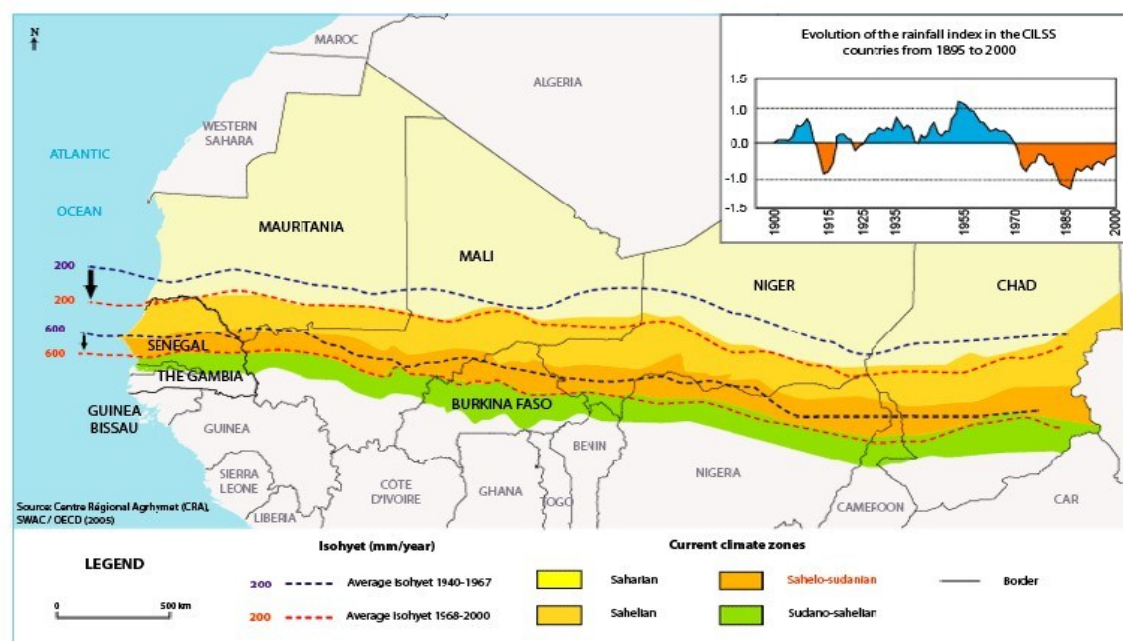 N
MAROC
ALGERIA
WESTERN
SAHARA
ATLANTIC
OCEAN
MAURITANIA
MALI
NIGER
CHAD
200
200
600
600
SENEGAL
THE GAMBIA
GUINEA
BISSAU
GUINEA
SIERRA
LEONE
LIBERIA
CÔTE
D'IVOIRE
BURKINA FASO
GHANA
TOGO
BENIN
NIGERA
CAMEROON
CAR
Evolution of the rainfall index in the CILSS
countries from 1895 to 2000
1.5
1.0
0.0
-1.0
-1.5
1900
1915
1925
1935
1955
1970
1985
2000
Source: Centre Régional Agrhymet (CRA),
SWAC / OECD (2005)
LEGEND
0 500 km
Isohyet (mm/year)
200 Average Isohyet 1940-1967
200 Average Isohyet 1968-2000
Current climate zones
Saharian
Sahelian
Sahelo-sudanian
Sudano-sahelian
Border